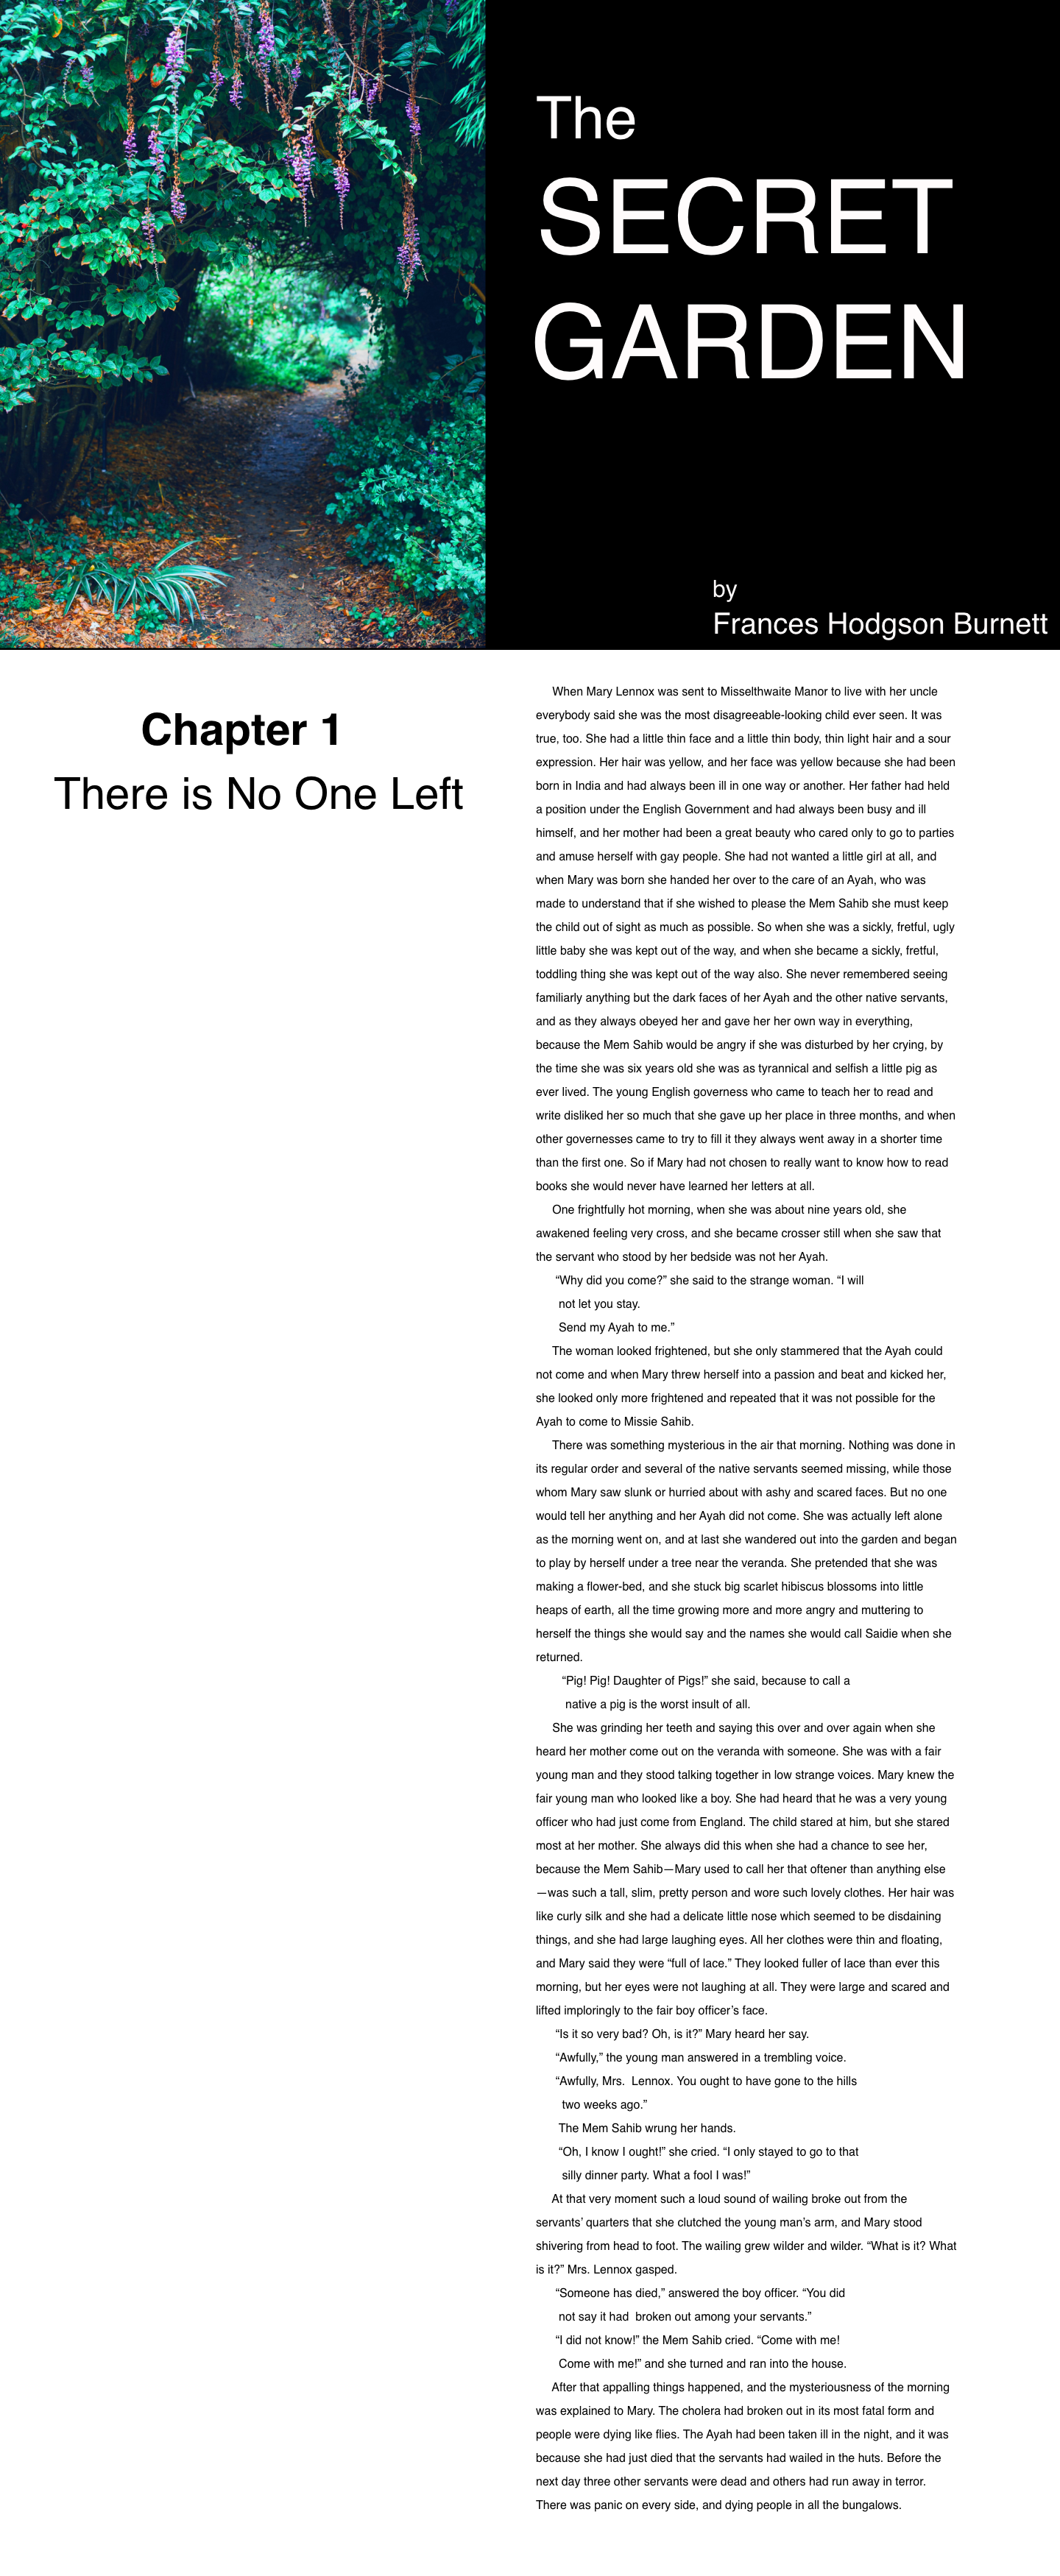 The
SECRET
GARDEN
by
Frances Hodgson Burnett
Chapter 1
There is No One Left
When Mary Lennox was sent to Misselthwaite Manor to live with her uncle
everybody said she was the most disagreeable-looking child ever seen. It was
true, too. She had a little thin face and a little thin body, thin light hair and a sour
expression. Her hair was yellow, and her face was yellow because she had been
born in India and had always been ill in one way or another. Her father had held
a position under the English Government and had always been busy and ill
himself, and her mother had been a great beauty who cared only to go to parties
and amuse herself with gay people. She had not wanted a little girl at all, and
when Mary was born she handed her over to the care of an Ayah, who was
made to understand that if she wished to please the Mem Sahib she must keep
the child out of sight as much as possible. So when she was a sickly, fretful, ugly
little baby she was kept out of the way, and when she became a sickly, fretful,
toddling thing she was kept out of the way also. She never remembered seeing
familiarly anything but the dark faces of her Ayah and the other native servants,
and as they always obeyed her and gave her her own way in everything,
because the Mem Sahib would be angry if she was disturbed by her crying, by
the time she was six years old she was as tyrannical and selfish a little pig as
ever lived. The young English governess who came to teach her to read and
write disliked her so much that she gave up her place in three months, and when
other governesses came to try to fill it they always went away in a shorter time
than the first one. So if Mary had not chosen to really want to know how to read
books she would never have learned her letters at all.
One frightfully hot morning, when she was about nine years old, she
awakened feeling very cross, and she became crosser still when she saw that
the servant who stood by her bedside was not her Ayah.
“Why did you come?” she said to the strange woman. “I will
not let you stay.
Send my Ayah to me.”
The woman looked frightened, but she only stammered that the Ayah could
not come and when Mary threw herself into a passion and beat and kicked her,
she looked only more frightened and repeated that it was not possible for the
Ayah to come to Missie Sahib.
There was something mysterious in the air that morning. Nothing was done in
its regular order and several of the native servants seemed missing, while those
whom Mary saw slunk or hurried about with ashy and scared faces. But no one
would tell her anything and her Ayah did not come. She was actually left alone
as the morning went on, and at last she wandered out into the garden and began
to play by herself under a tree near the veranda. She pretended that she was
making a flower-bed, and she stuck big scarlet hibiscus blossoms into little
heaps of earth, all the time growing more and more angry and muttering to
herself the things she would say and the names she would call Saidie when she
returned.
“Pig! Pig! Daughter of Pigs!” she said, because to call a
native a pig is the worst insult of all.
She was grinding her teeth and saying this over and over again when she
heard her mother come out on the veranda with someone. She was with a fair
young man and they stood talking together in low strange voices. Mary knew the
fair young man who looked like a boy. She had heard that he was a very young
officer who had just come from England. The child stared at him, but she stared
most at her mother. She always did this when she had a chance to see her,
because the Mem Sahib—Mary used to call her that oftener than anything else
—was such a tall, slim, pretty person and wore such lovely clothes. Her hair was
like curly silk and she had a delicate little nose which seemed to be disdaining
things, and she had large laughing eyes. All her clothes were thin and floating,
and Mary said they were “full of lace.” They looked fuller of lace than ever this
morning, but her eyes were not laughing at all. They were large and scared and
lifted imploringly to the fair boy officer’s face.
“Is it so very bad? Oh, is it?” Mary heard her say.
“Awfully,” the young man answered in a trembling voice.
“Awfully, Mrs.  Lennox. You ought to have gone to the hills
two weeks ago.”
The Mem Sahib wrung her hands.
“Oh, I know I ought!” she cried. “I only stayed to go to that
silly dinner party. What a fool I was!”
At that very moment such a loud sound of wailing broke out from the
servants’ quarters that she clutched the young man’s arm, and Mary stood
shivering from head to foot. The wailing grew wilder and wilder. “What is it? What
is it?” Mrs. Lennox gasped.
“Someone has died,” answered the boy officer. “You did
not say it had  broken out among your servants.”
“I did not know!” the Mem Sahib cried. “Come with me!
Come with me!” and she turned and ran into the house.
After that appalling things happened, and the mysteriousness of the morning
was explained to Mary. The cholera had broken out in its most fatal form and
people were dying like flies. The Ayah had been taken ill in the night, and it was
because she had just died that the servants had wailed in the huts. Before the
next day three other servants were dead and others had run away in terror.
There was panic on every side, and dying people in all the bungalows.